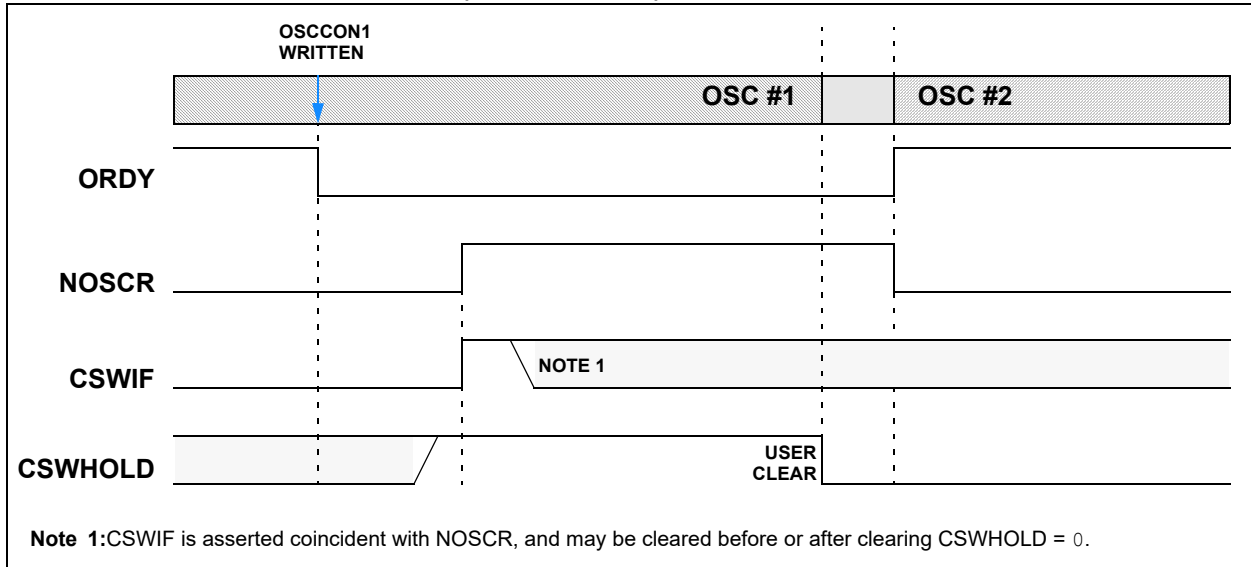 OSCCON1
WRITTEN
OSC #1
OSC #2
ORDY
NOSCR
CSWIF
NOTE 1
CSWHOLD
USER
CLEAR
Note 1:CSWIF is asserted coincident with NOSCR, and may be cleared before or after clearing CSWHOLD = 0.